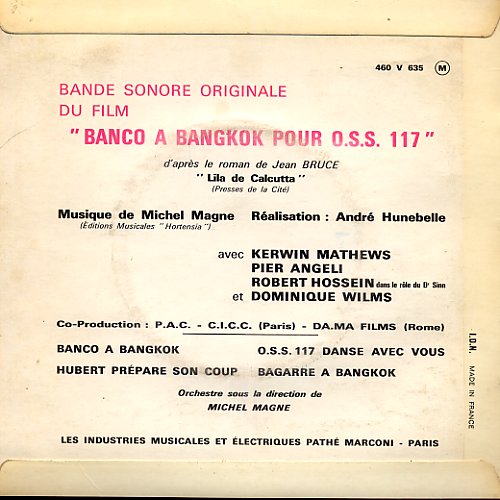 460 V 635 M
BANDE SONORE ORIGINALE
DU FILM
" BANCO A BANGKOK POUR O.S.S. 117 "
d'après le roman de Jean BRUCE
" Lila de Calcutta "
(Presses de la Cité)
Musique de Michel Magne Réalisation : André Hunebelle
(Éditions Musicales " Hortensia ")
avec KERWIN MATHEWS
PIER ANGELI
ROBERT HOSSEIN dans le rôle du Dr Sinn
et DOMINIQUE WILMS
Co-Production : P.A.C. - C.I.C.C. (Paris) - DA.MA FILMS (Rome)
BANCO A BANGKOK O.S.S. 117 DANSE AVEC VOUS
HUBERT PRÉPARE SON COUP BAGARRE A BANGKOK
Orchestre sous la direction de
MICHEL MAGNE
LES INDUSTRIES MUSICALES ET ÉLECTRIQUES PATHÉ MARCONI - PARIS
I.D.N. MADE IN FRANCE